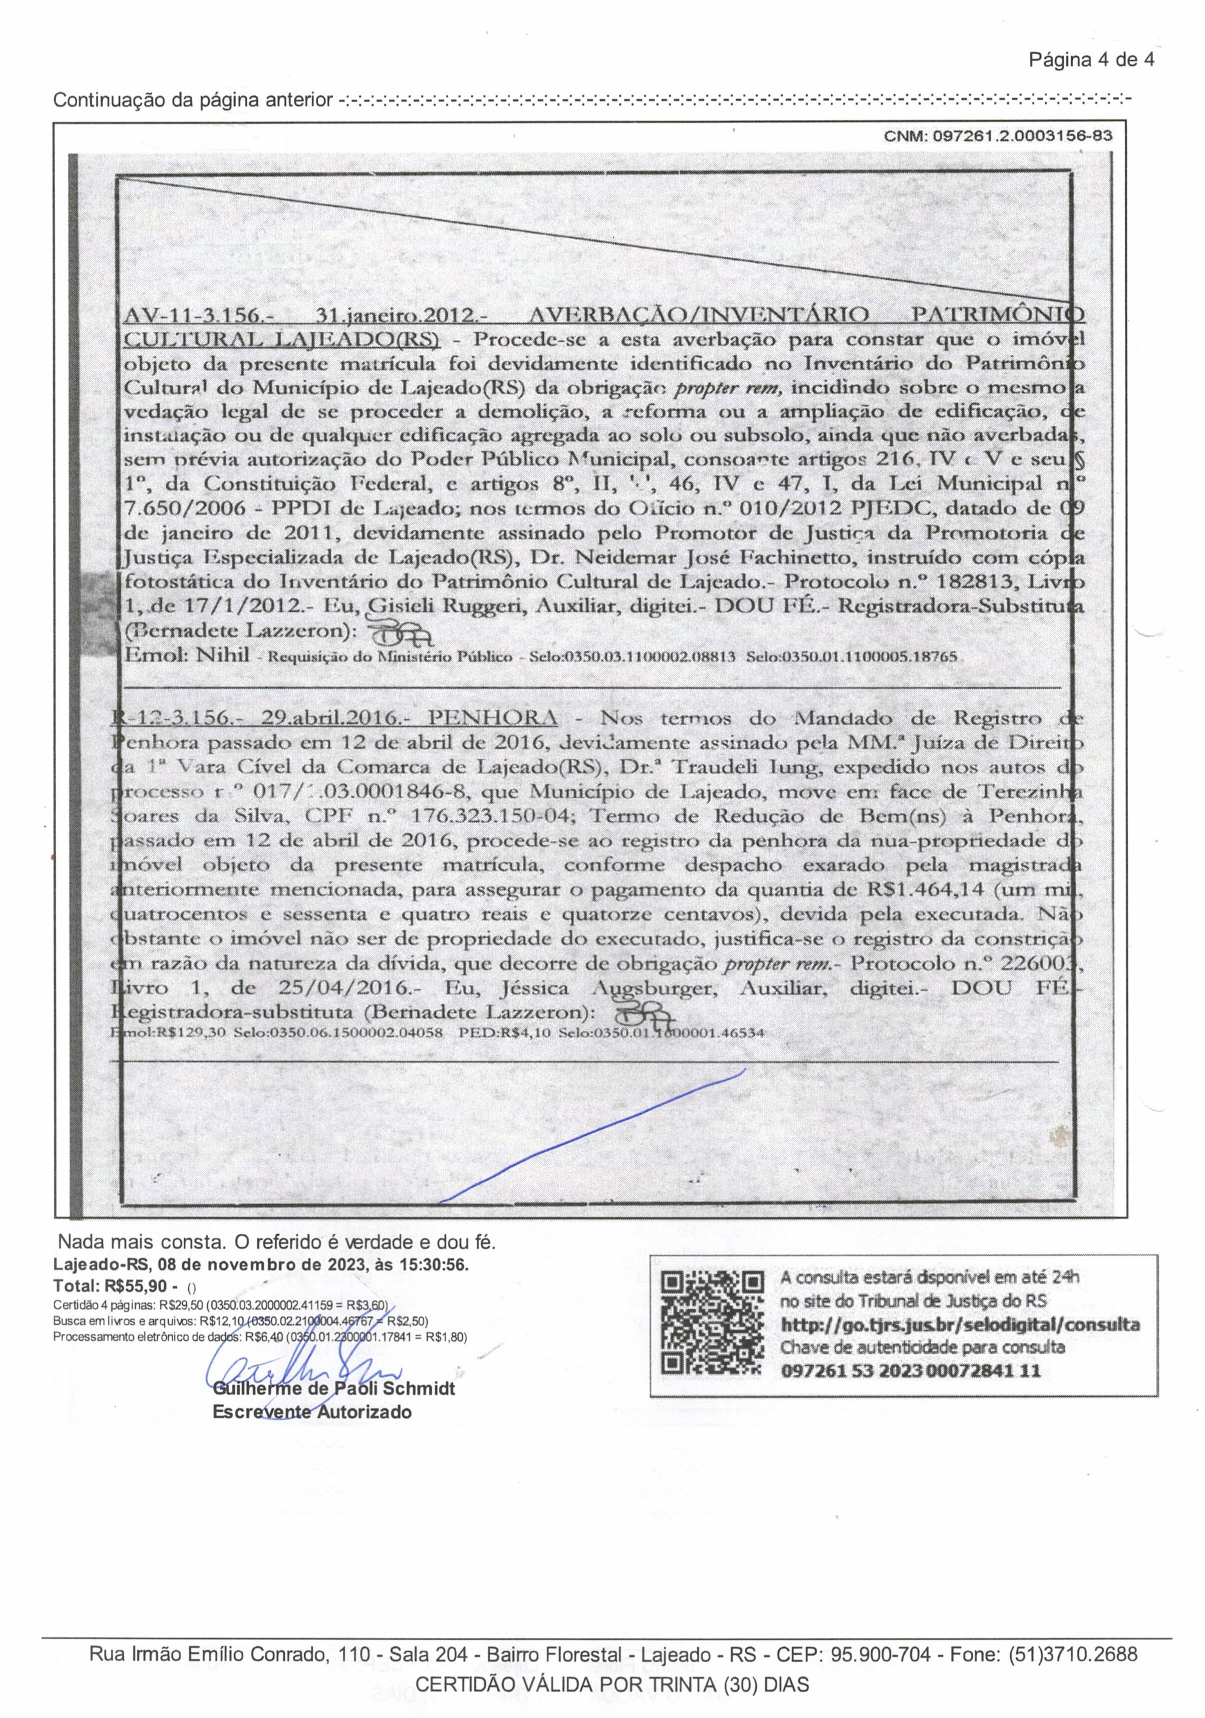 Página 4 de 4
Continuação da página anterior -:-:-:-:-:-:-:-:-:-:-:-:-:-:-:-:-:-:-:-:-:-:-:-:-:-:-:-:-:-:-:-:-:-:-:-:-:-:-:-:-:-:-:-:-:-:-:-:-:-:-
CNM: 097261.2.0003156-83
AV-11-3.156.- 31.janeiro.2012.- AVERBAÇÃO/INVENTÁRIO PATRIMÔNIO
CULTURAL LAJEADO(RS) - Procede-se a esta averbação para constar que o imóvel
objeto da presente matrícula foi devidamente identificado no Inventário do Patrimônio
Cultural do Município de Lajeado(RS) da obrigação propter rem, incidindo sobre o mesmo a
vedação legal de se proceder a demolição, a reforma ou a ampliação de edificação, de
instalação ou de qualquer edificação agregada ao solo ou subsolo, ainda que não averbadas,
sem prévia autorização do Poder Público Municipal, consoante artigos 216, IV e V e seu §
1º, da Constituição Federal, e artigos 8º, II, 46, IV e 47, I, da Lei Municipal n.º
7.650/2006 - PPDI de Lajeado; nos termos do Ofício n.º 010/2012 PJEDC, datado de 09
de janeiro de 2011, devidamente assinado pelo Promotor de Justiça da Promotoria de
Justiça Especializada de Lajeado(RS), Dr. Neidemar José Fachinetto, instruído com cópia
fotostática do Inventário do Patrimônio Cultural de Lajeado.- Protocolo n.º 182813, Livro
1, de 17/1/2012.- Eu, Gisieli Ruggeri, Auxiliar, digitei.- DOU FÉ.- Registradora-Substituta
(Bernadete Lazzeron):
Emol: Nihil - Requisição do Ministério Público - Selo:0350.03.1100002.08813 Selo:0350.01.1100005.18765
R-12-3.156.- 29.abril.2016.- PENHORA - Nos termos do Mandado de Registro de
Penhora passado em 12 de abril de 2016, devidamente assinado pela MM.ª Juíza de Direito
da 1ª Vara Cível da Comarca de Lajeado(RS), Dr.ª Traudeli Iung, expedido nos autos do
processo n.º 017/1.03.0001846-8, que Município de Lajeado, move em face de Terezinha
Soares da Silva, CPF n.º 176.323.150-04; Termo de Redução de Bem(ns) à Penhora,
passado em 12 de abril de 2016, procede-se ao registro da penhora da nua-propriedade do
imóvel objeto da presente matrícula, conforme despacho exarado pela magistrada
anteriormente mencionada, para assegurar o pagamento da quantia de R$1.464,14 (um mil,
quatrocentos e sessenta e quatro reais e quatorze centavos), devida pela executada. Não
obstante o imóvel não ser de propriedade do executado, justifica-se o registro da constrição
em razão da natureza da dívida, que decorre de obrigação propter rem.- Protocolo n.º 226003,
Livro 1, de 25/04/2016.- Eu, Jéssica Augsburger, Auxiliar, digitei.- DOU FÉ.-
Registradora-substituta (Bernadete Lazzeron):
Emol:R$129,30 Selo:0350.06.1500002.04058 PED:R$4,10 Selo:0350.01.1600001.46534
Nada mais consta. O referido é verdade e dou fé.
Lajeado-RS, 08 de novembro de 2023, às 15:30:56.
Total: R$55,90 - ()
Certidão 4 páginas: R$29,50 (0350.03.2000002.41159 = R$3,60)
Busca em livros e arquivos: R$12,10 (0350.02.2100004.46767 = R$2,50)
Processamento eletrônico de dados: R$6,40 (0350.01.2300001.17841 = R$1,80)
Guilherme de Paoli Schmidt
Escrevente Autorizado
A consulta estará disponível em até 24h
no site do Tribunal de Justiça do RS
http://go.tjrs.jus.br/selodigital/consulta
Chave de autenticidade para consulta
097261 53 2023 00072841 11
Rua Irmão Emílio Conrado, 110 - Sala 204 - Bairro Florestal - Lajeado - RS - CEP: 95.900-704 - Fone: (51)3710.2688
CERTIDÃO VÁLIDA POR TRINTA (30) DIAS